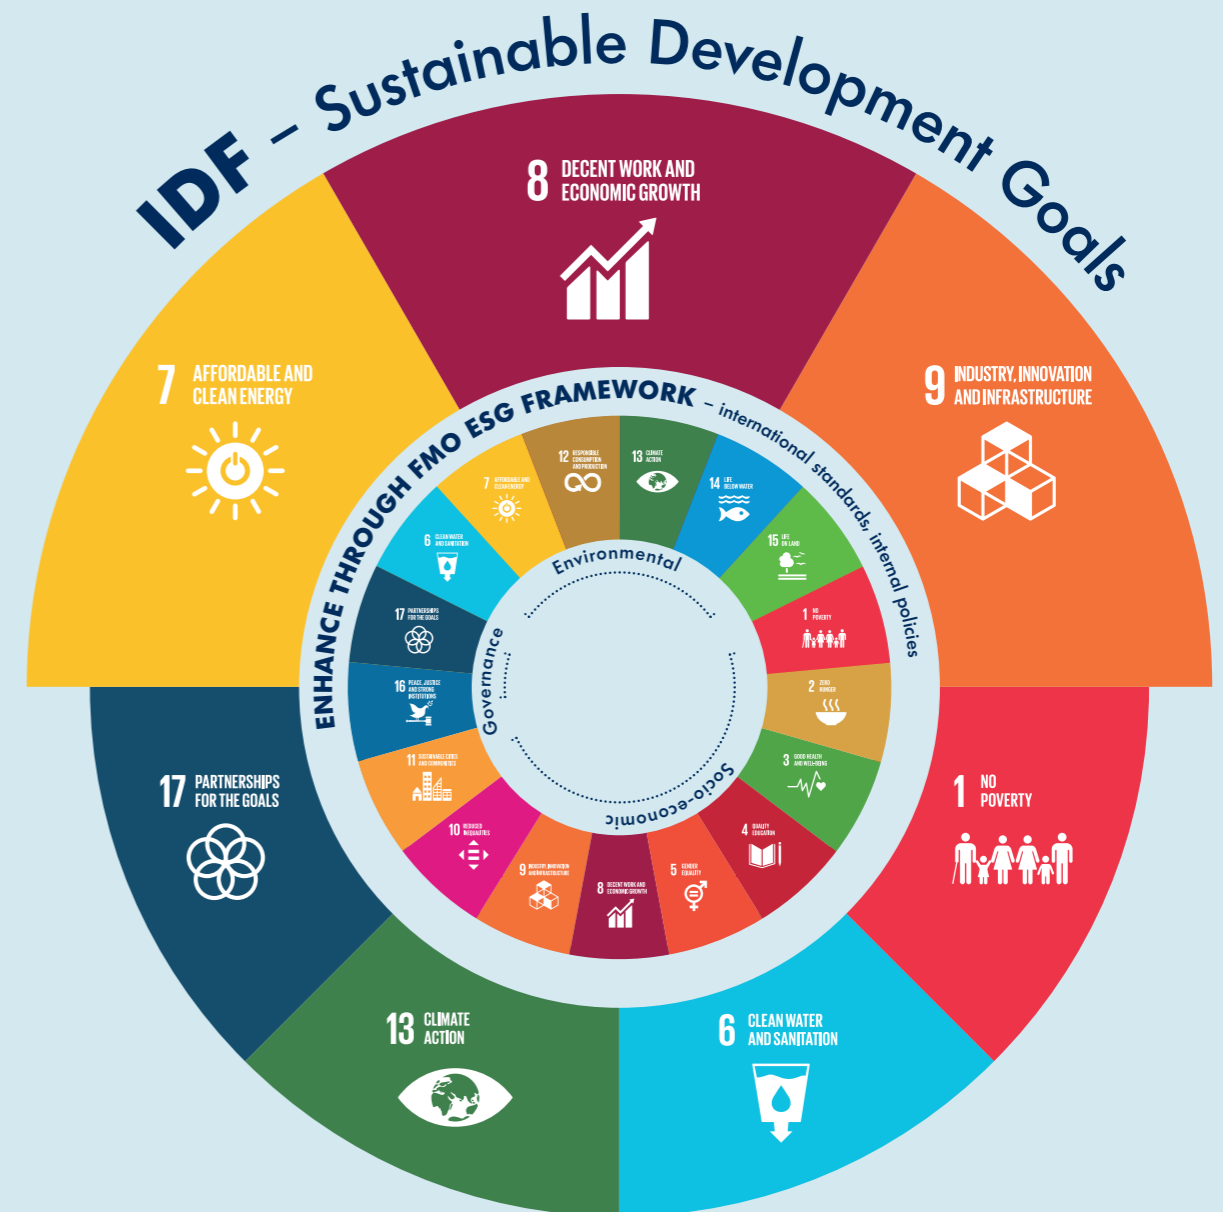 IDF – Sustainable Development Goals
8 DECENT WORK AND
ECONOMIC GROWTH
7 AFFORDABLE AND
CLEAN ENERGY
9 INDUSTRY, INNOVATION
AND INFRASTRUCTURE
17 PARTNERSHIPS
FOR THE GOALS
1 NO
POVERTY
13 CLIMATE
ACTION
6 CLEAN WATER
AND SANITATION
ENHANCE THROUGH FMO ESG FRAMEWORK – international standards, internal policies
12 RESPONSIBLE
CONSUMPTION
AND PRODUCTION
13 CLIMATE
ACTION
14 LIFE
BELOW WATER
15 LIFE
ON LAND
1 NO
POVERTY
2 ZERO
HUNGER
3 GOOD HEALTH
AND WELL-BEING
4 QUALITY
EDUCATION
5 GENDER
EQUALITY
8 DECENT WORK AND
ECONOMIC GROWTH
9 INDUSTRY, INNOVATION
AND INFRASTRUCTURE
10 REDUCED
INEQUALITIES
11 SUSTAINABLE CITIES
AND COMMUNITIES
16 PEACE, JUSTICE
AND STRONG
INSTITUTIONS
17 PARTNERSHIPS
FOR THE GOALS
6 CLEAN WATER
AND SANITATION
7 AFFORDABLE AND
CLEAN ENERGY
Environmental
Socio-economic
Governance